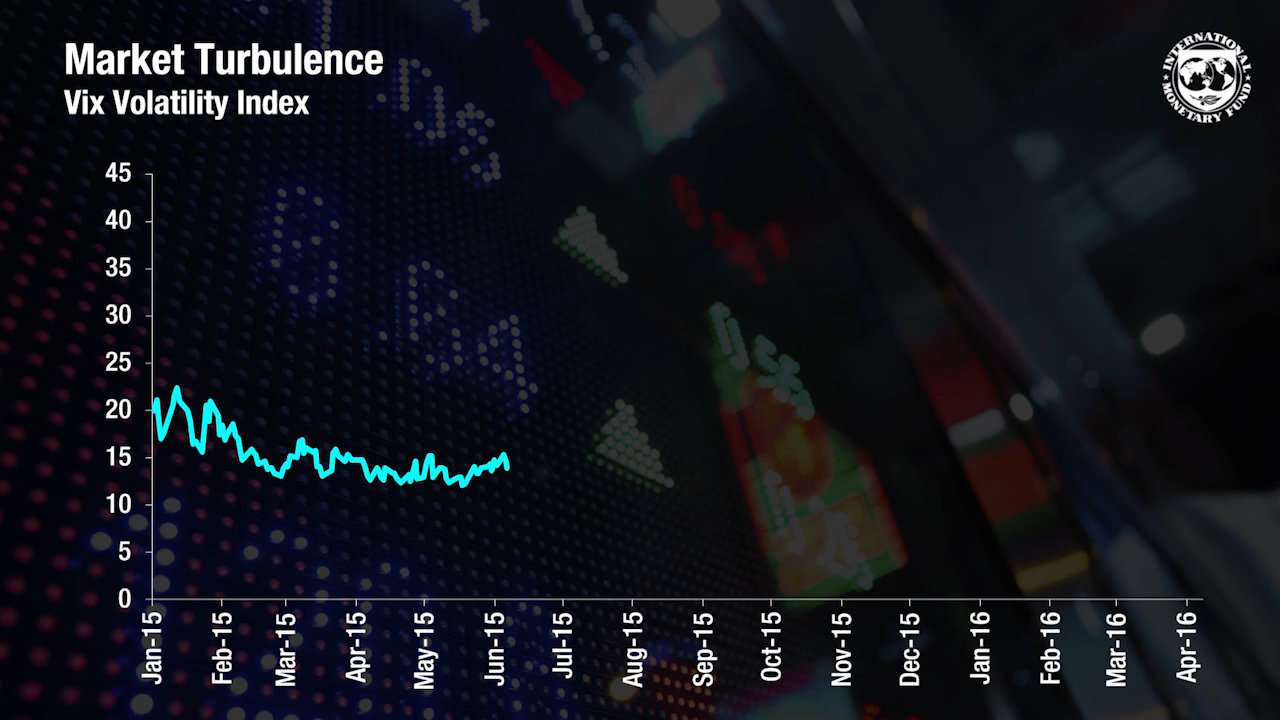 Market Turbulence
Vix Volatility Index
INTERNATIONAL MONETARY FUND
45
40
35
30
25
20
15
10
5
0
Jan-15
Feb-15
Mar-15
Apr-15
May-15
Jun-15
Jul-15
Aug-15
Sep-15
Oct-15
Nov-15
Dec-15
Jan-16
Feb-16
Mar-16
Apr-16